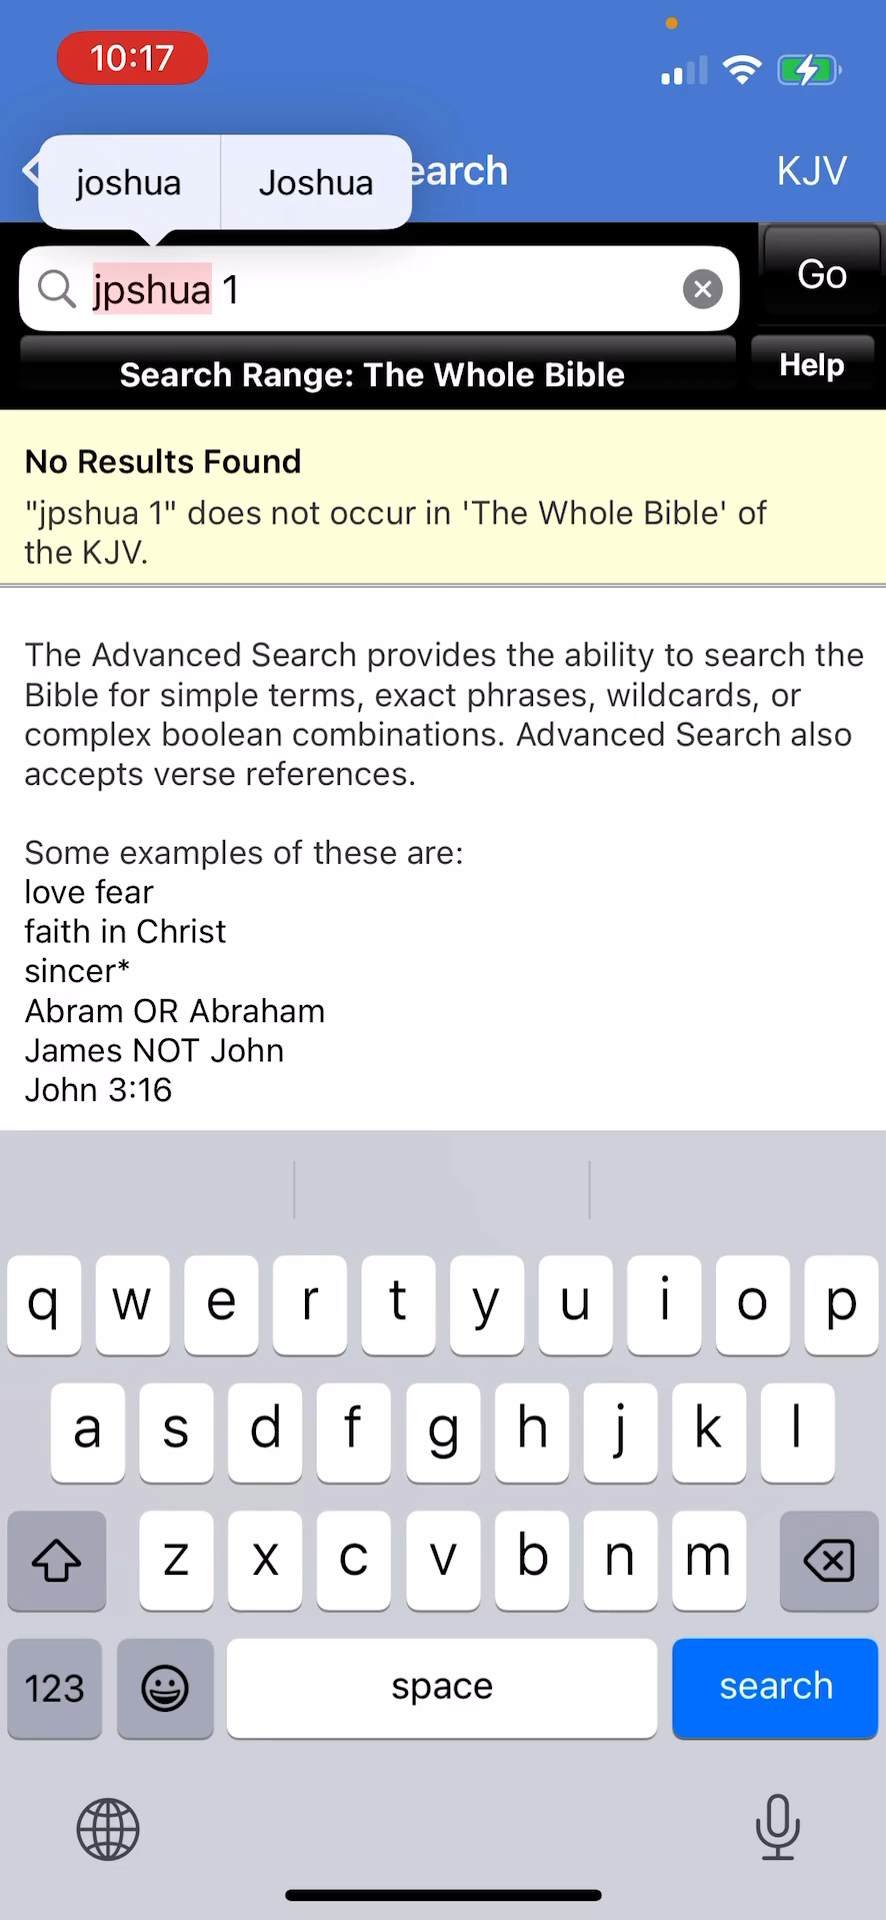 10:17
joshua Joshua earch KJV
jpshua 1 Go
Search Range: The Whole Bible Help
No Results Found
"jpshua 1" does not occur in 'The Whole Bible' of
the KJV.
The Advanced Search provides the ability to search the
Bible for simple terms, exact phrases, wildcards, or
complex boolean combinations. Advanced Search also
accepts verse references.
Some examples of these are:
love fear
faith in Christ
sincer*
Abram OR Abraham
James NOT John
John 3:16
q w e r t y u i o p
a s d f g h j k l
z x c v b n m
123 space search